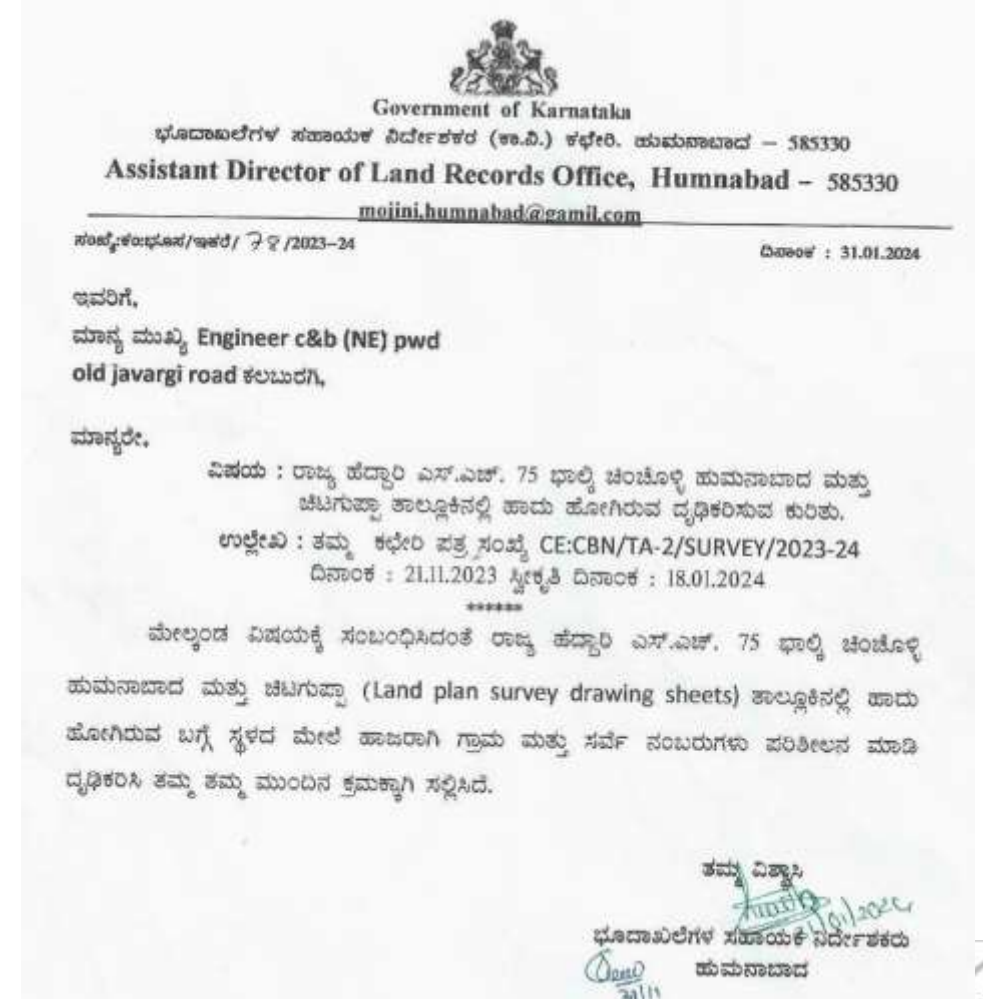 Government of Karnataka
ಭೂದಾಖಲೆಗಳ ಸಹಾಯಕ ನಿರ್ದೇಶಕರ (ಕಾ.ವಿ.) ಕಛೇರಿ. ಹುಮನಾಬಾದ – 585330
Assistant Director of Land Records Office, Humnabad – 585330
mojini.humnabad@gamil.com
ಸಂಖ್ಯೆ:ಕಂ:ಭೂಸ/ಇಕರೆ/ 78 /2023-24
ದಿನಾಂಕ : 31.01.2024
ಇವರಿಗೆ,
ಮಾನ್ಯ ಮುಖ್ಯ Engineer c&b (NE) pwd
old javargi road ಕಲಬುರಗಿ,
ಮಾನ್ಯರೇ,
ವಿಷಯ : ರಾಜ್ಯ ಹೆದ್ದಾರಿ ಎಸ್.ಎಚ್. 75 ಭಾಲ್ಕಿ ಚಿಂಚೊಳ್ಳಿ ಹುಮನಾಬಾದ ಮತ್ತು
ಚಿಟಗುಪ್ಪಾ ತಾಲ್ಲೂಕಿನಲ್ಲಿ ಹಾದು ಹೋಗಿರುವ ದೃಢಿಕರಿಸುವ ಕುರಿತು.
ಉಲ್ಲೇಖ : ತಮ್ಮ ಕಛೇರಿ ಪತ್ರ ಸಂಖ್ಯೆ CE:CBN/TA-2/SURVEY/2023-24
ದಿನಾಂಕ : 21.11.2023 ಸ್ವೀಕೃತಿ ದಿನಾಂಕ : 18.01.2024
******
ಮೇಲ್ಕಂಡ ವಿಷಯಕ್ಕೆ ಸಂಬಂಧಿಸಿದಂತೆ ರಾಜ್ಯ ಹೆದ್ದಾರಿ ಎಸ್.ಎಚ್. 75 ಭಾಲ್ಕಿ ಚಿಂಚೊಳ್ಳಿ
ಹುಮನಾಬಾದ ಮತ್ತು ಚಿಟಗುಪ್ಪಾ (Land plan survey drawing sheets) ತಾಲ್ಲೂಕಿನಲ್ಲಿ ಹಾದು
ಹೋಗಿರುವ ಬಗ್ಗೆ ಸ್ಥಳದ ಮೇಲೆ ಹಾಜರಾಗಿ ಗ್ರಾಮ ಮತ್ತು ಸರ್ವೆ ನಂಬರುಗಳು ಪರಿಶೀಲನ ಮಾಡಿ
ದೃಢಿಕರಿಸಿ ತಮ್ಮ ತಮ್ಮ ಮುಂದಿನ ಕ್ರಮಕ್ಕಾಗಿ ಸಲ್ಲಿಸಿದೆ.
ತಮ್ಮ ವಿಶ್ವಾಸಿ
ಭೂದಾಖಲೆಗಳ ಸಹಾಯಕ ನಿರ್ದೇಶಕರು
ಹುಮನಾಬಾದ